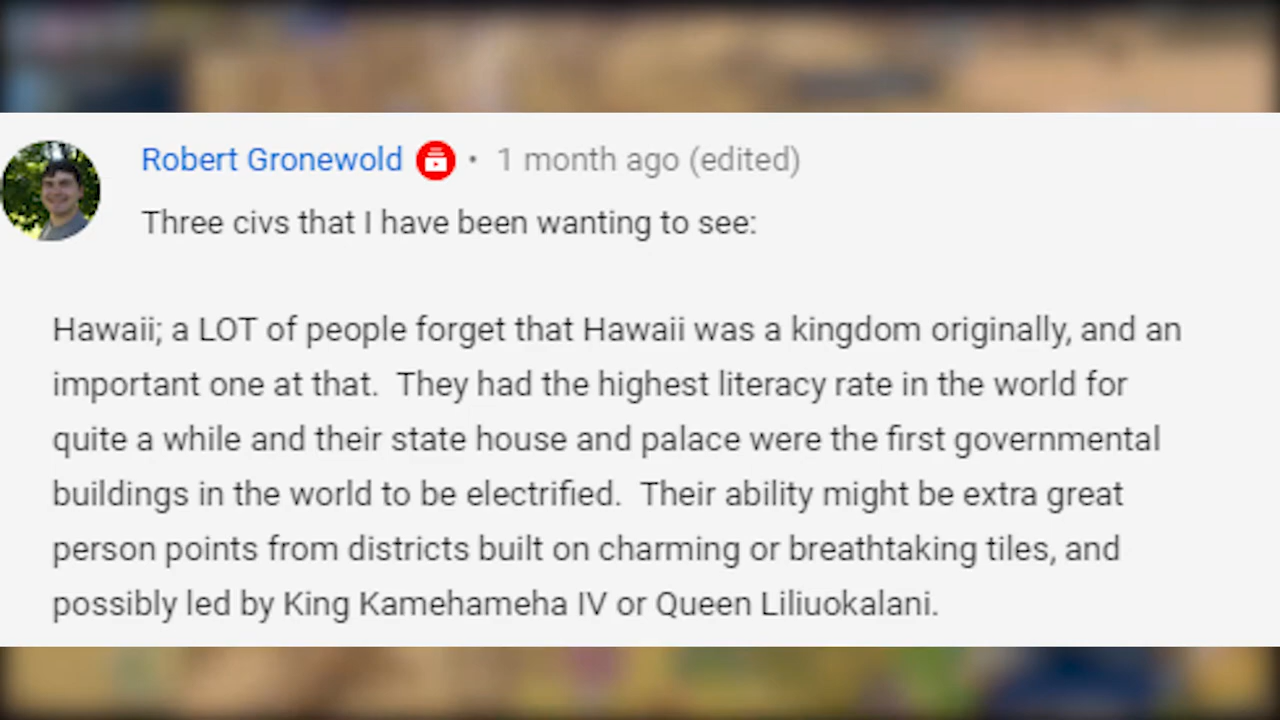 Robert Gronewold • 1 month ago (edited)
Three civs that I have been wanting to see:
Hawaii; a LOT of people forget that Hawaii was a kingdom originally, and an
important one at that.  They had the highest literacy rate in the world for
quite a while and their state house and palace were the first governmental
buildings in the world to be electrified.  Their ability might be extra great
person points from districts built on charming or breathtaking tiles, and
possibly led by King Kamehameha IV or Queen Liliuokalani.